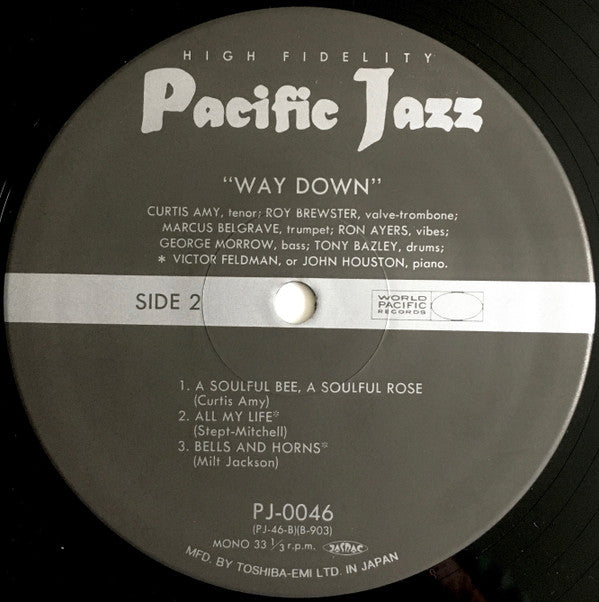 HIGH FIDELITY
Pacific Jazz
"WAY DOWN"
CURTIS AMY, tenor; ROY BREWSTER, valve-trombone;
MARCUS BELGRAVE, trumpet; RON AYERS, vibes;
GEORGE MORROW, bass; TONY BAZLEY, drums;
* VICTOR FELDMAN, or JOHN HOUSTON, piano.
SIDE 2
WORLD
PACIFIC
RECORDS
1. A SOULFUL BEE, A SOULFUL ROSE
(Curtis Amy)
2. ALL MY LIFE*
(Stept-Mitchell)
3. BELLS AND HORNS*
(Milt Jackson)
PJ-0046
(PJ-46-B)(B-903)
MONO 33 1/3 r.p.m. JASRAC
MFD. BY TOSHIBA-EMI LTD. IN JAPAN